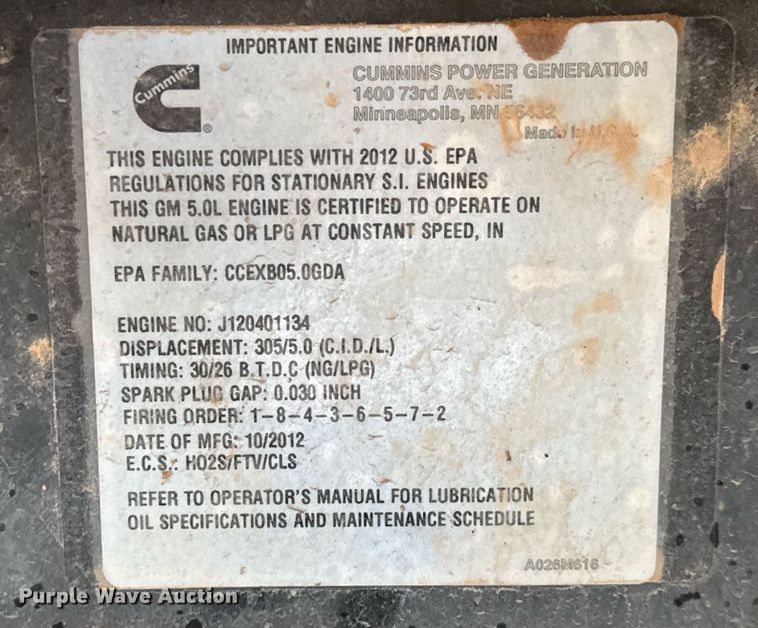 IMPORTANT ENGINE INFORMATION
Cummins
®
CUMMINS POWER GENERATION
1400 73rd Ave. NE
Minneapolis, MN 55432
Made in U.S.A.
THIS ENGINE COMPLIES WITH 2012 U.S. EPA
REGULATIONS FOR STATIONARY S.I. ENGINES
THIS GM 5.0L ENGINE IS CERTIFIED TO OPERATE ON
NATURAL GAS OR LPG AT CONSTANT SPEED, IN
EPA FAMILY: CCEXB05.0GDA
ENGINE NO: J120401134
DISPLACEMENT: 305/5.0 (C.I.D./L.)
TIMING: 30/26 B.T.D.C (NG/LPG)
SPARK PLUG GAP: 0.030 INCH
FIRING ORDER: 1-8-4-3-6-5-7-2
DATE OF MFG: 10/2012
E.C.S.: HO2S/FTV/CLS
REFER TO OPERATOR'S MANUAL FOR LUBRICATION
OIL SPECIFICATIONS AND MAINTENANCE SCHEDULE
A028M616
Purple Wave Auction